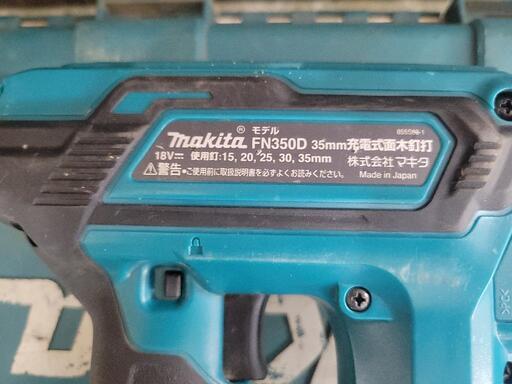 モデル
makita® FN350D 35mm充電式面木釘打
18V⎓ 使用釘:15, 20, 25, 30, 35mm 株式会社マキタ
⚠警告 ●ご使用前に取扱説明書を必ずよくお読みください。 Made in Japan
>PC<